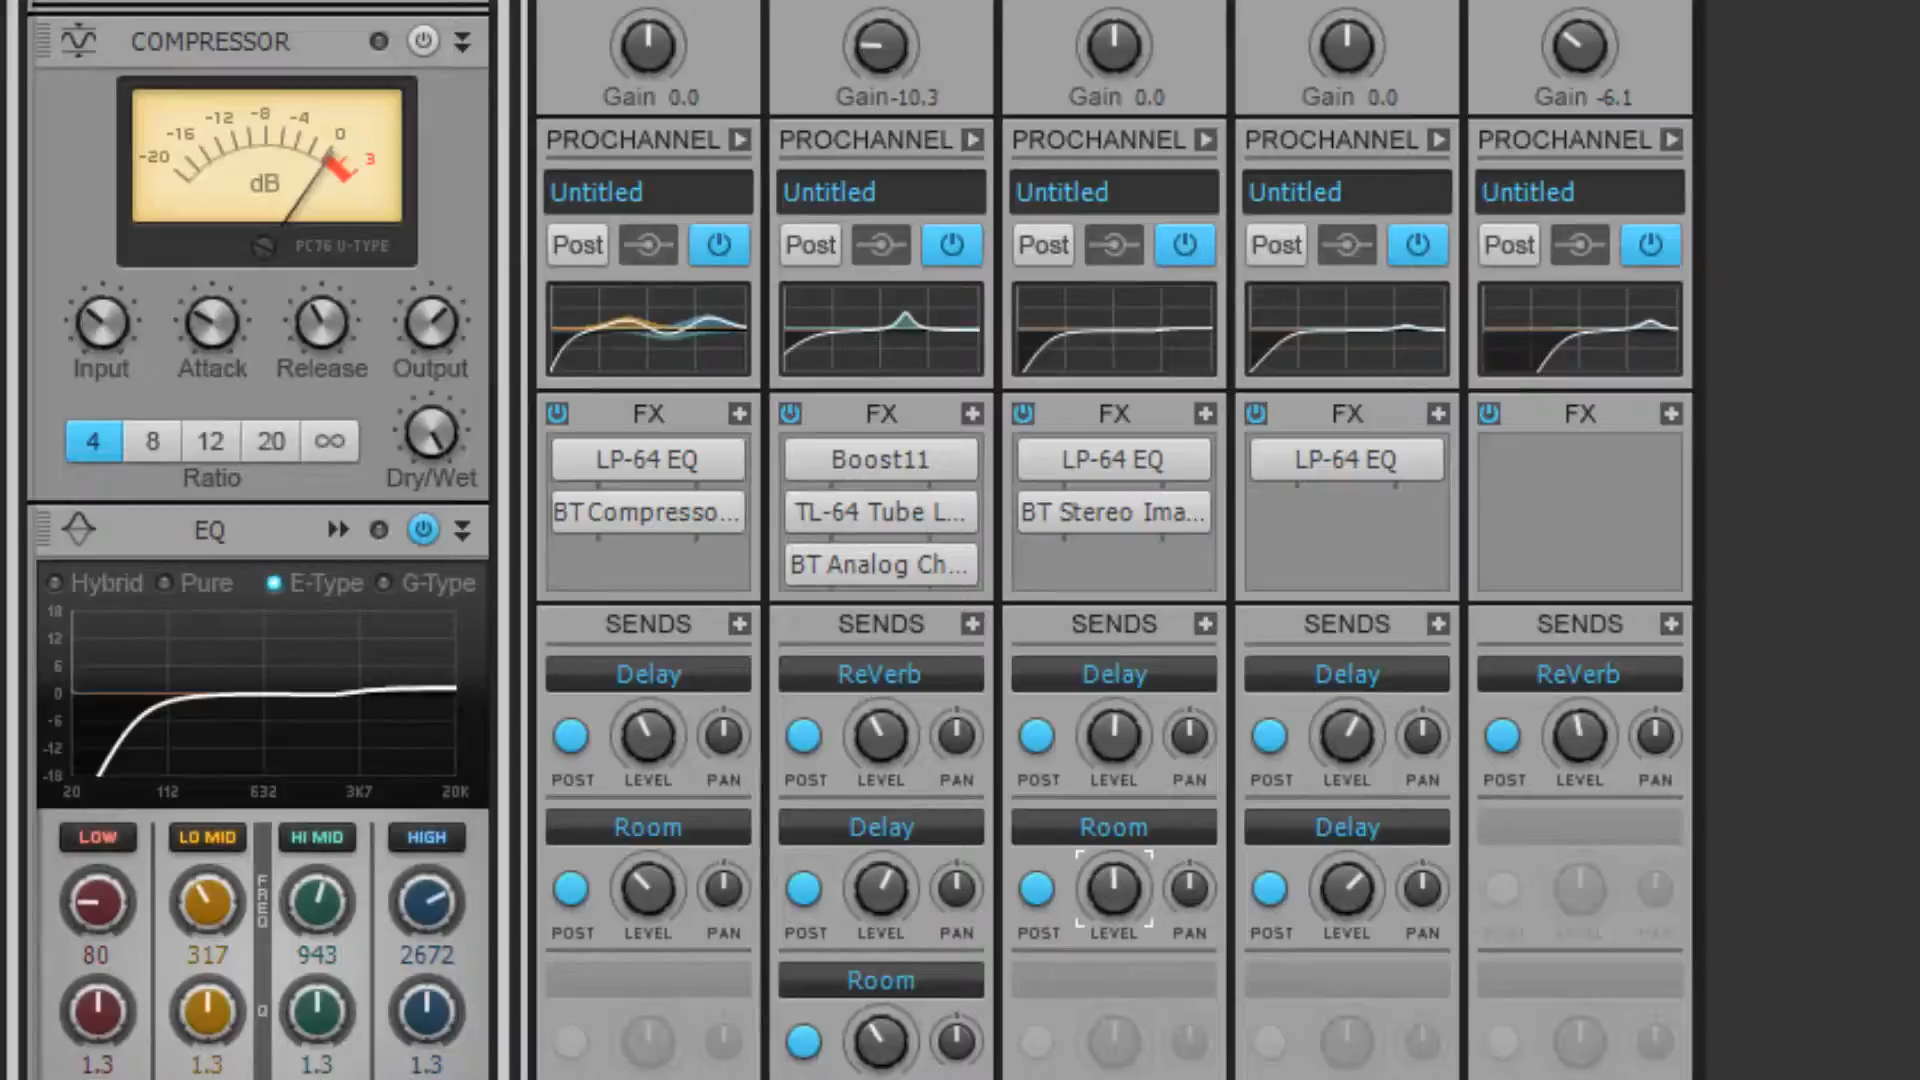 COMPRESSOR
-20 -16 -12 -8 -4 0 3
dB
PC76 U-TYPE
Input Attack Release Output
4 8 12 20 ∞
Ratio
Dry/Wet
EQ
Hybrid Pure E-Type G-Type
18
12
6
0
-6
-12
-18
20 112 632 3K7 20K
LOW LO MID HI MID HIGH
FREQ
80 317 943 2672
Q
1.3 1.3 1.3 1.3
Gain 0.0
PROCHANNEL
Untitled
Post
FX
LP-64 EQ
BT Compresso...
SENDS
Delay
POST LEVEL PAN
Room
POST LEVEL PAN
Gain -10.3
PROCHANNEL
Untitled
Post
FX
Boost11
TL-64 Tube L...
BT Analog Ch...
SENDS
ReVerb
POST LEVEL PAN
Delay
POST LEVEL PAN
Room
Gain 0.0
PROCHANNEL
Untitled
Post
FX
LP-64 EQ
BT Stereo Ima...
SENDS
Delay
POST LEVEL PAN
Room
POST LEVEL PAN
Gain 0.0
PROCHANNEL
Untitled
Post
FX
LP-64 EQ
SENDS
Delay
POST LEVEL PAN
Delay
POST LEVEL PAN
Gain -6.1
PROCHANNEL
Untitled
Post
FX
SENDS
ReVerb
POST LEVEL PAN